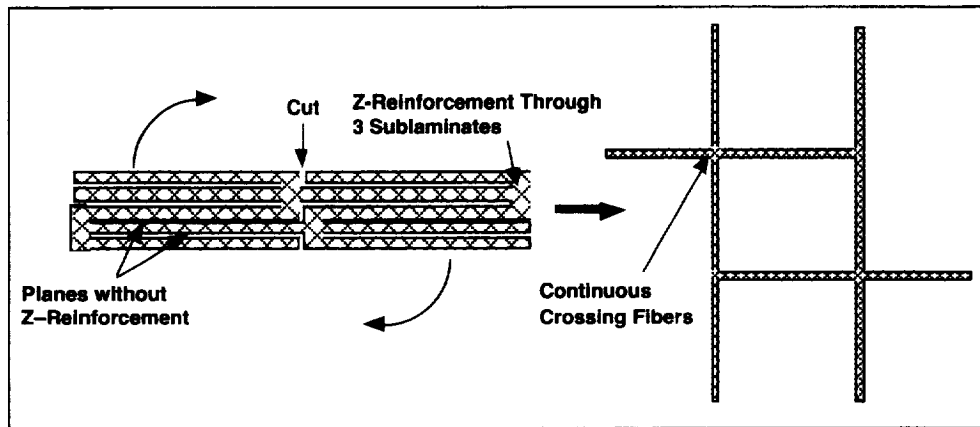 Cut
Z-Reinforcement Through
3 Sublaminates
Planes without
Z–Reinforcement
Continuous
Crossing Fibers